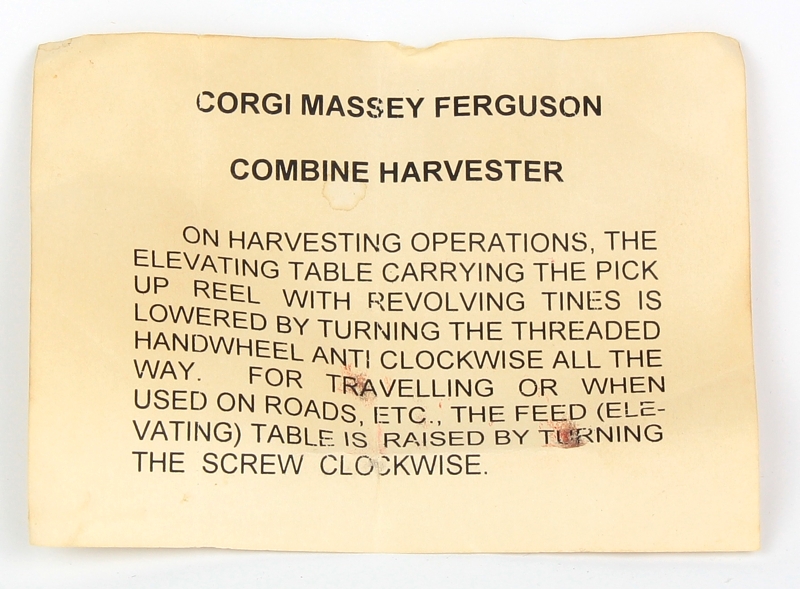 CORGI MASSEY FERGUSON
COMBINE HARVESTER
ON HARVESTING OPERATIONS, THE
ELEVATING TABLE CARRYING THE PICK
UP REEL WITH REVOLVING TINES IS
LOWERED BY TURNING THE THREADED
HANDWHEEL ANTI CLOCKWISE ALL THE
WAY. FOR TRAVELLING OR WHEN
USED ON ROADS, ETC., THE FEED (ELE-
VATING) TABLE IS RAISED BY TURNING
THE SCREW CLOCKWISE.